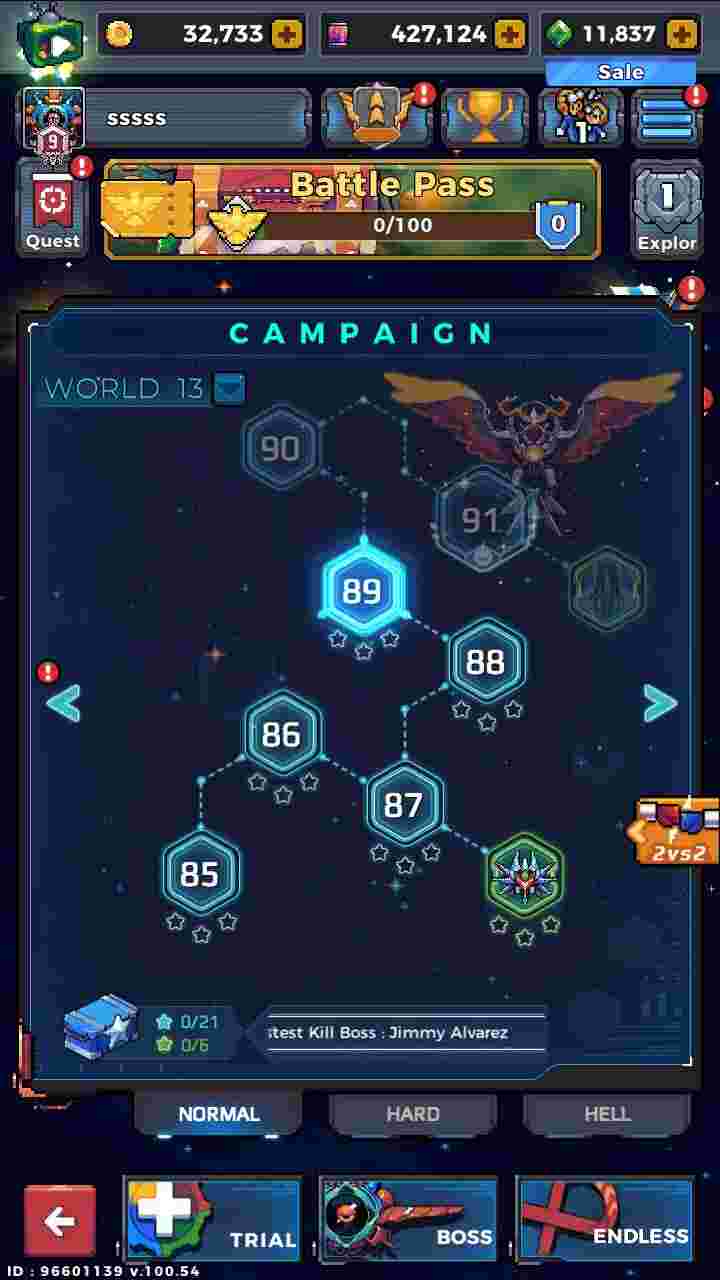 32,733
427,124
11,837
Sale
9
sssss
1
Quest
Battle Pass
0/100
0
1
Explor
CAMPAIGN
WORLD 13
90
91
89
88
86
87
85
2vs2
0/21
0/6
test Kill Boss : Jimmy Alvarez
NORMAL
HARD
HELL
TRIAL
BOSS
ENDLESS
ID : 96601139 v.100.54